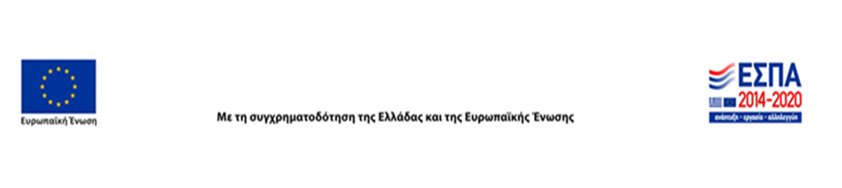 ΕΣΠΑ
2014-2020
ανάπτυξη - εργασία - αλληλεγγύη
Ευρωπαϊκή Ένωση
Με τη συγχρηματοδότηση της Ελλάδας και της Ευρωπαϊκής Ένωσης